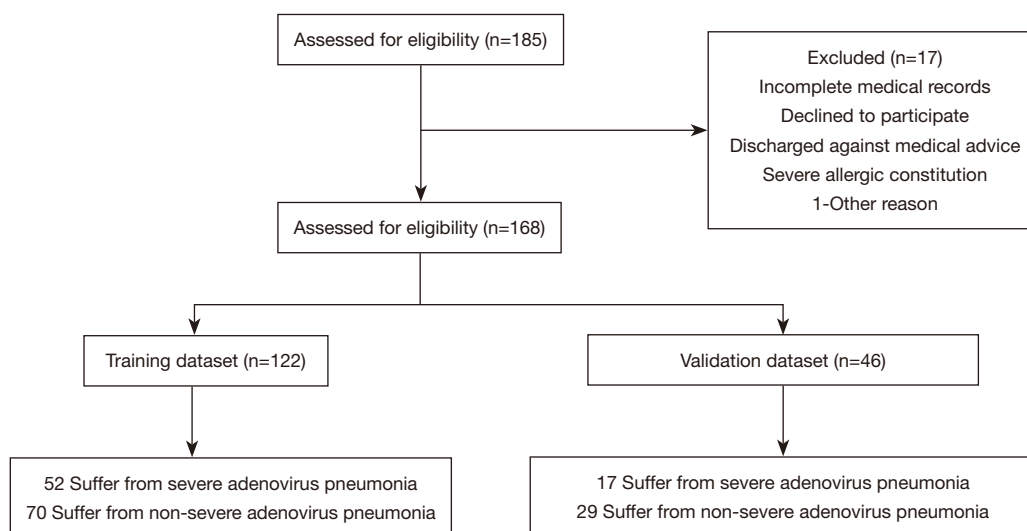 Assessed for eligibility (n=185)
Excluded (n=17)
Incomplete medical records
Declined to participate
Discharged against medical advice
Severe allergic constitution
1-Other reason
Assessed for eligibility (n=168)
Training dataset (n=122)
Validation dataset (n=46)
52 Suffer from severe adenovirus pneumonia
70 Suffer from non-severe adenovirus pneumonia
17 Suffer from severe adenovirus pneumonia
29 Suffer from non-severe adenovirus pneumonia